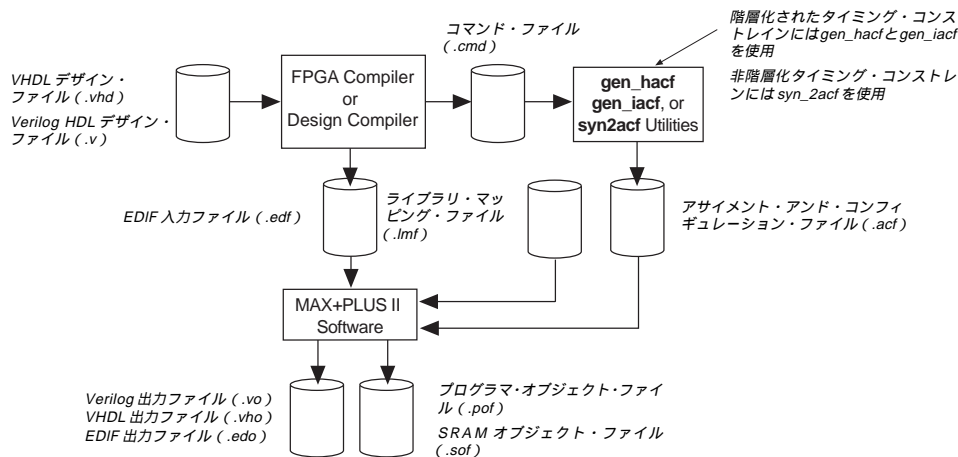 コマンド・ファイル
(.cmd)
階層化されたタイミング・コンス
トレインにはgen_hacfとgen_iacf
を使用
非階層化タイミング・コンストレ
ンには syn_2acf を使用
VHDL デザイン・
ファイル (.vhd)
Verilog HDL デザイン・
ファイル (.v)
FPGA Compiler
or
Design Compiler
gen_hacf
gen_iacf, or
syn2acf Utilities
EDIF 入力ファイル (.edf)
ライブラリ・マッ
ピング・ファイル
(.lmf)
アサイメント・アンド・コンフィ
ギュレーション・ファイル (.acf)
MAX+PLUS II
Software
Verilog 出力ファイル (.vo)
VHDL 出力ファイル (.vho)
EDIF 出力ファイル (.edo)
プログラマ・オブジェクト・ファイ
ル (.pof)
SRAM オブジェクト・ファイル
(.sof)